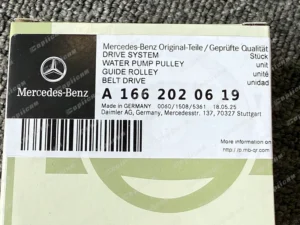 Mercedes-Benz
Mercedes-Benz Original-Teile / Geprüfte Qualität
DRIVE SYSTEM
WATER PUMP PULLEY
GUIDE ROLLEY
BELT DRIVE
Stück
unit
unité
unidad
A 166 202 06 19
Made in GERMANY 0060/1508/5361 18.05.25
Daimler AG, Germany, Mercedesstr. 137, 70327 Stuttgart
More information